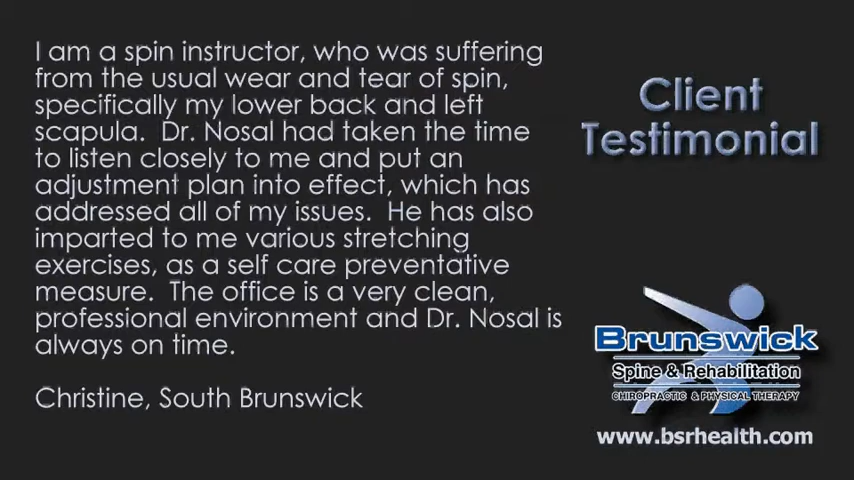 I am a spin instructor, who was suffering
from the usual wear and tear of spin,
specifically my lower back and left
scapula.  Dr. Nosal had taken the time
to listen closely to me and put an
adjustment plan into effect, which has
addressed all of my issues.  He has also
imparted to me various stretching
exercises, as a self care preventative
measure.  The office is a very clean,
professional environment and Dr. Nosal is
always on time.
Christine, South Brunswick
Client
Testimonial
Brunswick
Spine & Rehabilitation
CHIROPRACTIC & PHYSICAL THERAPY
www.bsrhealth.com